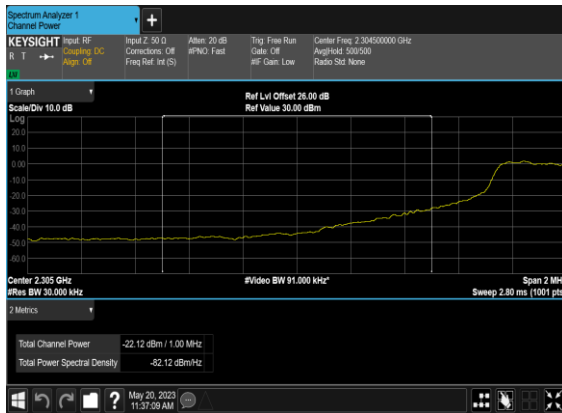 Spectrum Analyzer 1
Channel Power
KEYSIGHT
R T
Input: RF
Coupling: DC
Align: Off
Input Z: 50 Ω
Corrections: Off
Freq Ref: Int (S)
Atten: 20 dB
#PNO: Fast
Trig: Free Run
Gate: Off
#IF Gain: Low
Center Freq: 2.304500000 GHz
Avg|Hold: 500/500
Radio Std: None
1 Graph
Scale/Div 10.0 dB
Ref Lvl Offset 26.00 dB
Ref Value 30.00 dBm
Log
20.0
10.0
0.00
-10.0
-20.0
-30.0
-40.0
-50.0
-60.0
Center 2.305 GHz
#Res BW 30.000 kHz
#Video BW 91.000 kHz*
Span 2 MH
Sweep 2.80 ms (1001 pts
2 Metrics
Total Channel Power -22.12 dBm / 1.00 MHz
Total Power Spectral Density -82.12 dBm/Hz
?
May 20, 2023
11:37:09 AM